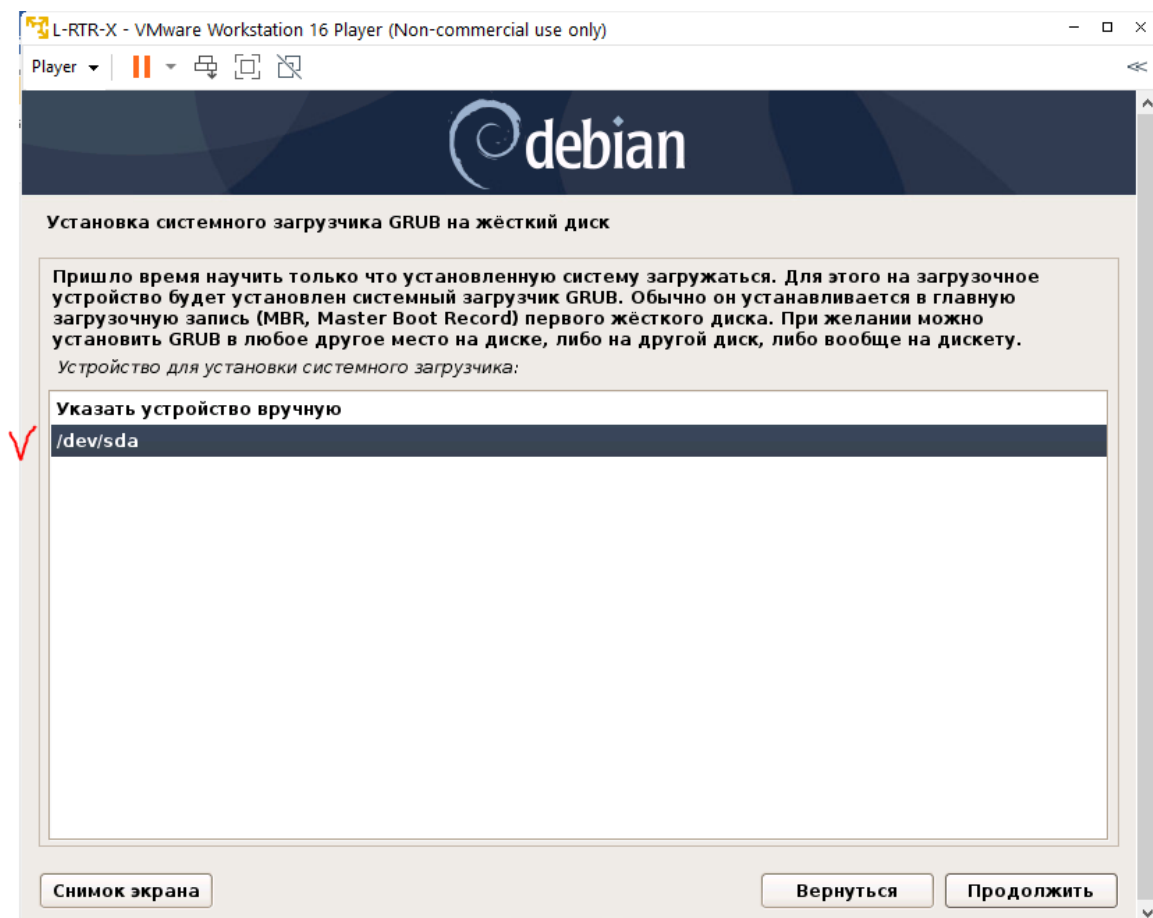 L-RTR-X - VMware Workstation 16 Player (Non-commercial use only)
Player
debian
Установка системного загрузчика GRUB на жёсткий диск
Пришло время научить только что установленную систему загружаться. Для этого на загрузочное
устройство будет установлен системный загрузчик GRUB. Обычно он устанавливается в главную
загрузочную запись (MBR, Master Boot Record) первого жёсткого диска. При желании можно
установить GRUB в любое другое место на диске, либо на другой диск, либо вообще на дискету.
Устройство для установки системного загрузчика:
Указать устройство вручную
/dev/sda
Снимок экрана
Вернуться
Продолжить